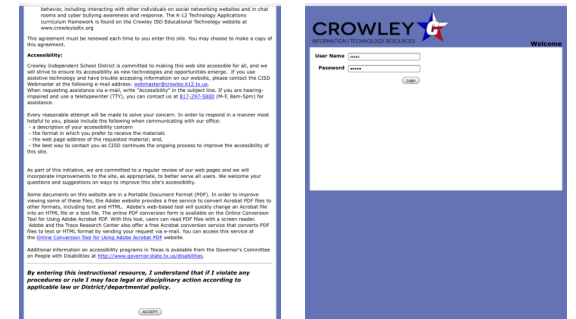 behavior, including interacting with other individuals on social networking websites and in chat
rooms and cyber bullying awareness and response. The K-12 Technology Applications
curriculum framework is found on the Crowley ISD Educational Technology website at
www.crowleyisdtx.org
This agreement must be renewed each time you enter this site. You may choose to make a copy of
this agreement.
Accessibility:
Crowley Independent School District is committed to making this web site accessible for all, and we
will strive to ensure its accessibility as new technologies and opportunities emerge. If you use
assistive technology and have trouble accessing information on our website, please contact the CISD
Webmaster at the following e-mail address: webmaster@crowley.k12.tx.us.
When requesting assistance via e-mail, write "Accessibility" in the subject line. If you are hearing-
impaired and use a teletypewriter (TTY), you can contact us at 817-297-5800 (M-F, 8am-5pm) for
assistance.
Every reasonable attempt will be made to solve your concern. In order to respond in a manner most
helpful to you, please include the following when communicating with our office:
- a description of your accessibility concern
- the format in which you prefer to receive the materials
- the web page address of the requested material; and,
- the best way to contact you as CISD continues the ongoing process to improve the accessibility of
this site.
As part of this initiative, we are committed to a regular review of our web pages and we will
incorporate improvements to the site, as appropriate, to better serve all users. We welcome your
questions and suggestions on ways to improve this site's accessibility.
Some documents on this website are in a Portable Document Format (PDF). In order to improve
viewing some of these files, the Adobe website provides a free service to convert Acrobat PDF files to
other formats, including text and HTML. Adobe's web-based tool will quickly change an Acrobat file
into an HTML file or a text file. The online PDF conversion form is available on the Online Conversion
Tool for Using Adobe Acrobat PDF. With this tool, users can read PDF files with a screen reader.
Adobe and the Trace Research Center also offer a free Acrobat conversion service that converts PDF
files to text or HTML format by sending your request via e-mail. You can access this service at
the Online Conversion Tool for Using Adobe Acrobat PDF website.
Additional information on accessibility programs in Texas is available from the Governor's Committee
on People with Disabilities at http://www.governor.state.tx.us/disabilities.
By entering this instructional resource, I understand that if I violate any
procedures or rule I may face legal or disciplinary action according to
applicable law or District/departmental policy.
ACCEPT
CROWLEY
INFORMATION | TECHNOLOGY RESOURCES
Welcome
User Name
Password
Login